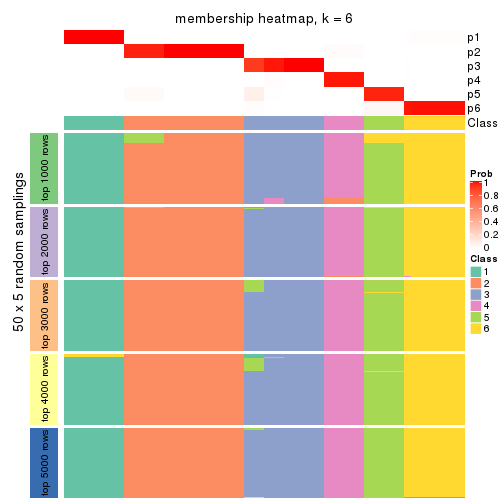 membership heatmap, k = 6
p1
p2
p3
p4
p5
p6
Class
50 x 5 random samplings
top 1000 rows
top 2000 rows
top 3000 rows
top 4000 rows
top 5000 rows
Prob
1
0.8
0.6
0.4
0.2
0
Class
1
2
3
4
5
6